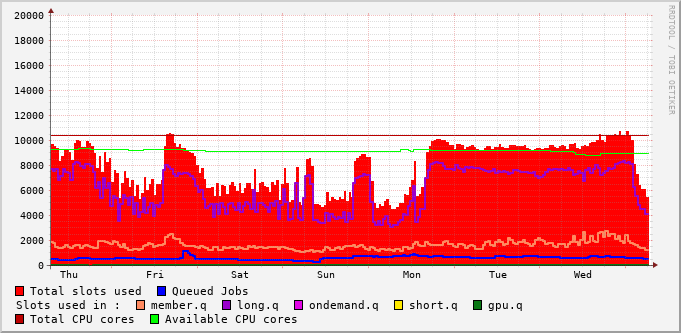 20000
18000
16000
14000
12000
10000
8000
6000
4000
2000
0
Thu Fri Sat Sun Mon Tue Wed
RRDTOOL / TOBI OETIKER
Total slots used Queued Jobs
Slots used in : member.q long.q ondemand.q short.q gpu.q
Total CPU cores Available CPU cores